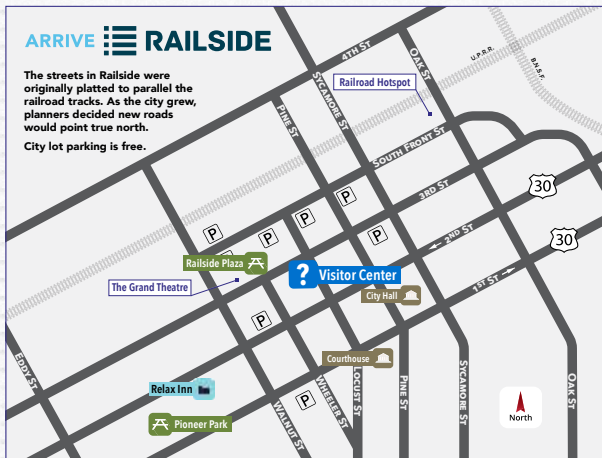 ARRIVE RAILSIDE
The streets in Railside were
originally platted to parallel the
railroad tracks. As the city grew,
planners decided new roads
would point true north.
City lot parking is free.
4TH ST
OAK ST
U.P.R.R.
B.N.S.F.
SYCAMORE ST
Railroad Hotspot
PINE ST
SOUTH FRONT ST
3RD ST
30
P
P
P
P
P
2ND ST
30
Railside Plaza
? Visitor Center
1ST ST
The Grand Theatre
City Hall
P
Courthouse
EDDY ST
Relax Inn
LOCUST ST
PINE ST
SYCAMORE ST
OAK ST
WHEELER ST
P
WALNUT ST
Pioneer Park
North